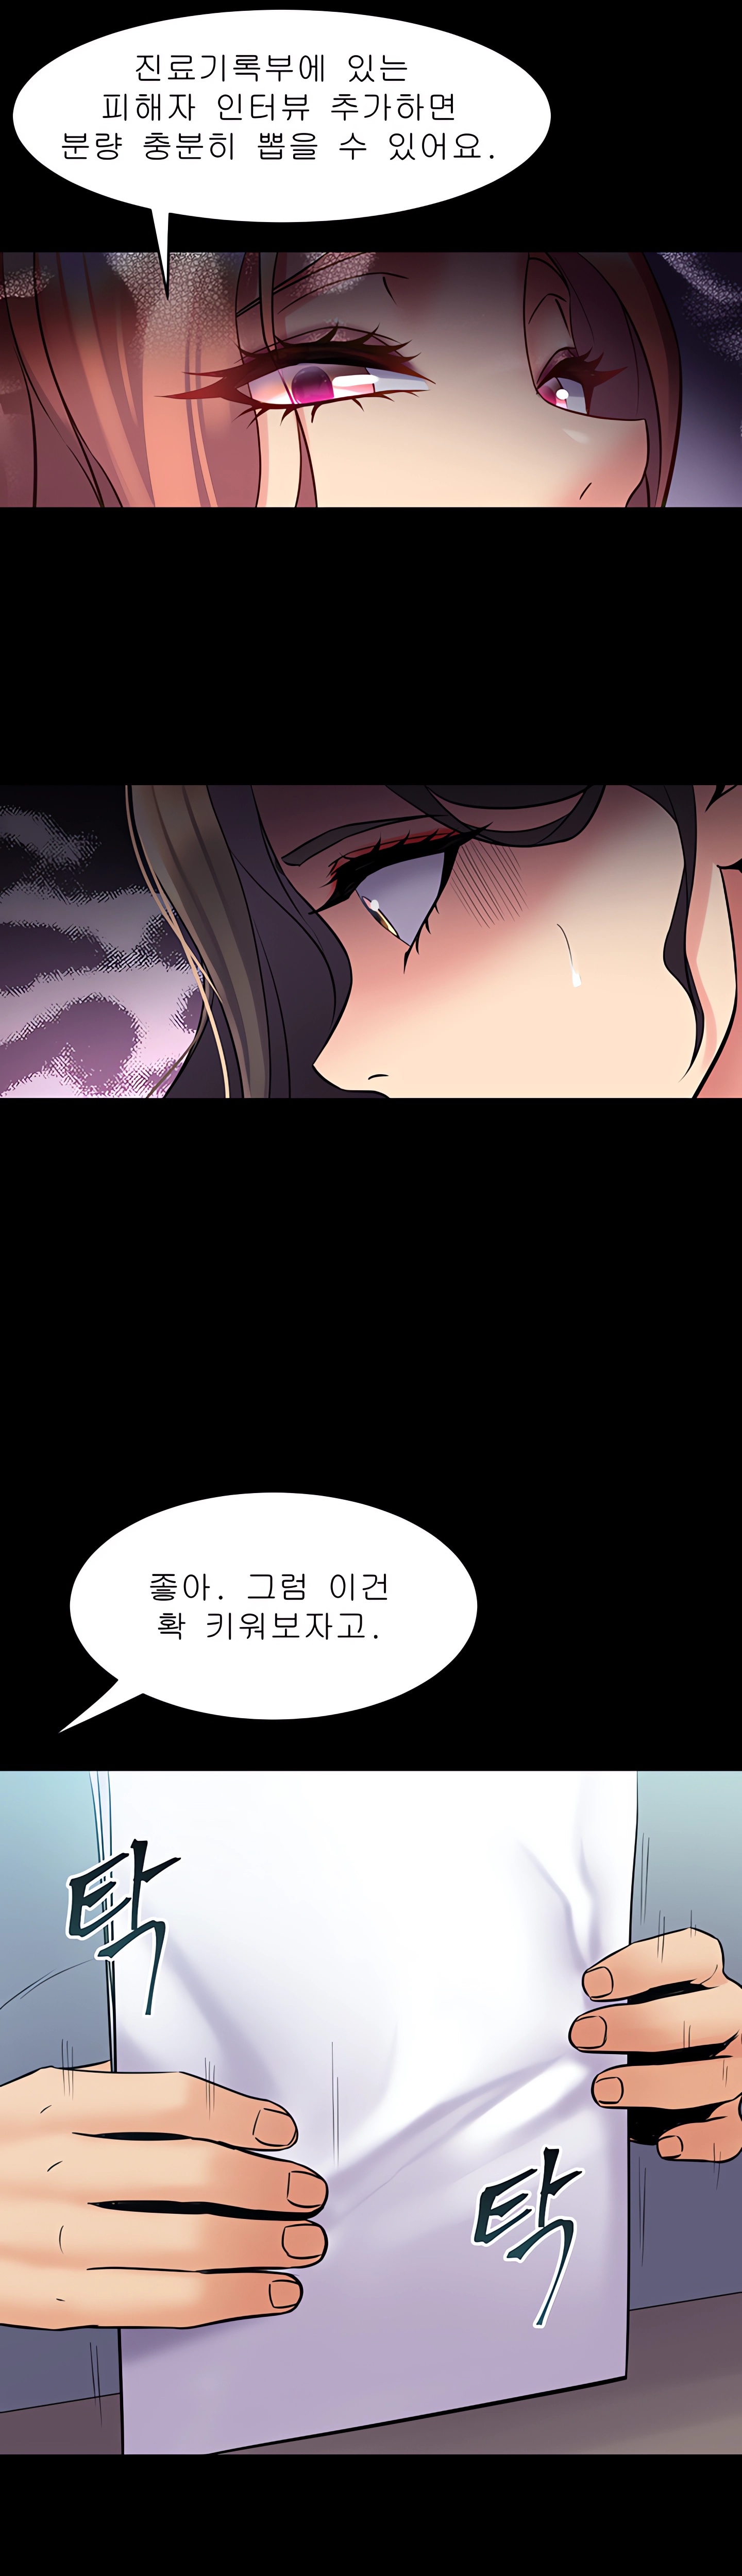 진료기록부에 있는
피해자 인터뷰 추가하면
분량 충분히 뽑을 수 있어요.
좋아. 그럼 이건
확 키워보자고.
탁
탁